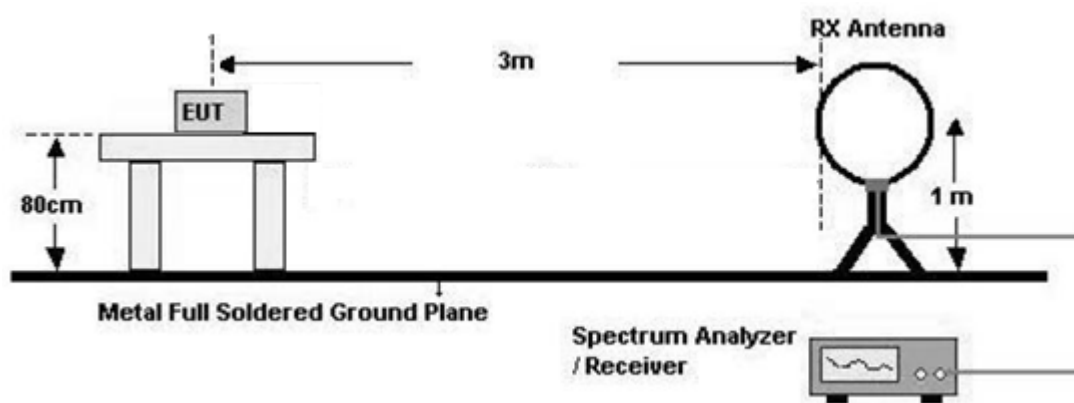 RX Antenna
3m
EUT
80cm
1 m
Metal Full Soldered Ground Plane
Spectrum Analyzer
/ Receiver